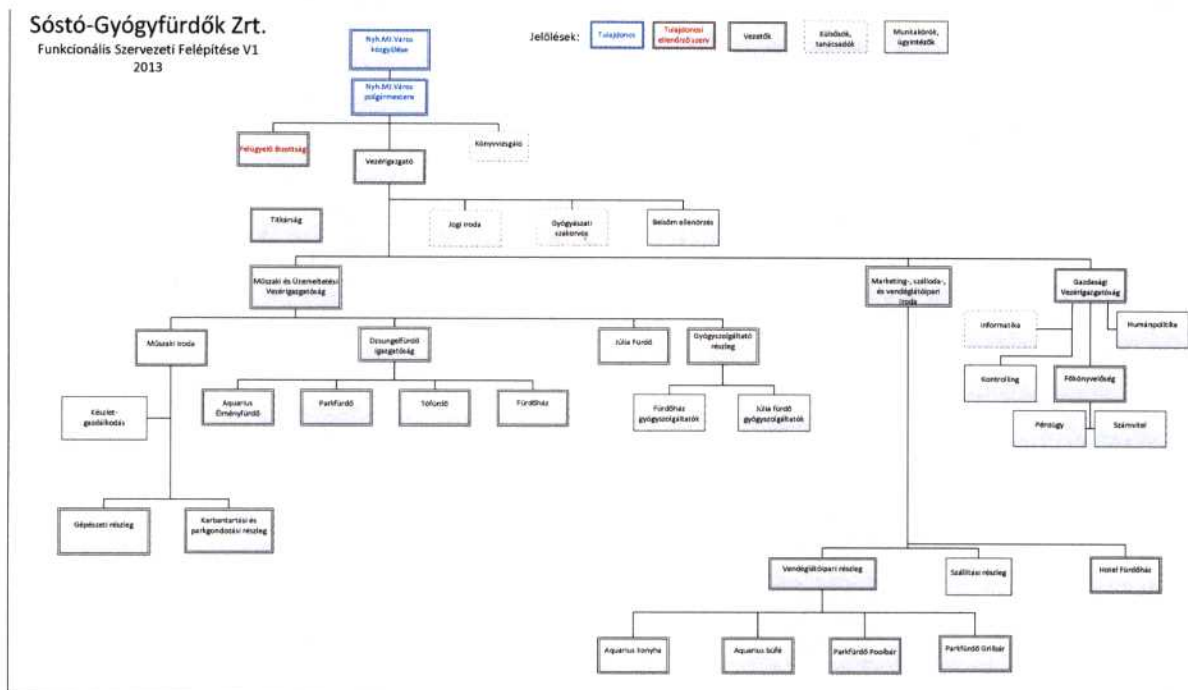 Sóstó-Gyógyfürdők Zrt.
Funkcionális Szervezeti Felépítése V1
2013
Jelölések:
Tulajdonos
Tulajdonosi
ellenőrző szerv
Vezetők
Külsősök,
tanácsadók
Munkakörök,
ügyintézők
Nyh.MJ.Város
közgyűlése
Nyh.MJ.Város
polgármestere
Felügyelő Bizottság
Könyvvizsgáló
Vezérigazgató
Titkárság
Jogi Iroda
Gyógyászati
szakorvos
Belsőm ellenőrzés
Műszaki és Üzemeltetési
Vezérigazgatóság
Marketing-, szálloda-,
és vendéglátóipari
Iroda
Gazdasági
Vezérigazgatóság
Informatika
Humánpolitika
Műszaki Iroda
Dzsungelfürdő
igazgatóság
Júlia Fürdő
Gyógyszolgáltató
részleg
Kontrolling
Főkönyvelőség
Aquarius
Élményfürdő
Parkfürdő
Tófürdő
Fürdőház
Készlet-
gazdálkodás
Fürdőház
gyógyszolgáltatók
Júlia fürdő
gyógyszolgáltatók
Pénzügy
Számvitel
Gépészeti részleg
Karbantartási és
parkgondozási részleg
Vendéglátóipari részleg
Szállítási részleg
Hotel Fürdőház
Aquarius konyha
Aquarius büfé
Parkfürdő Poolbár
Parkfürdő Grillbár